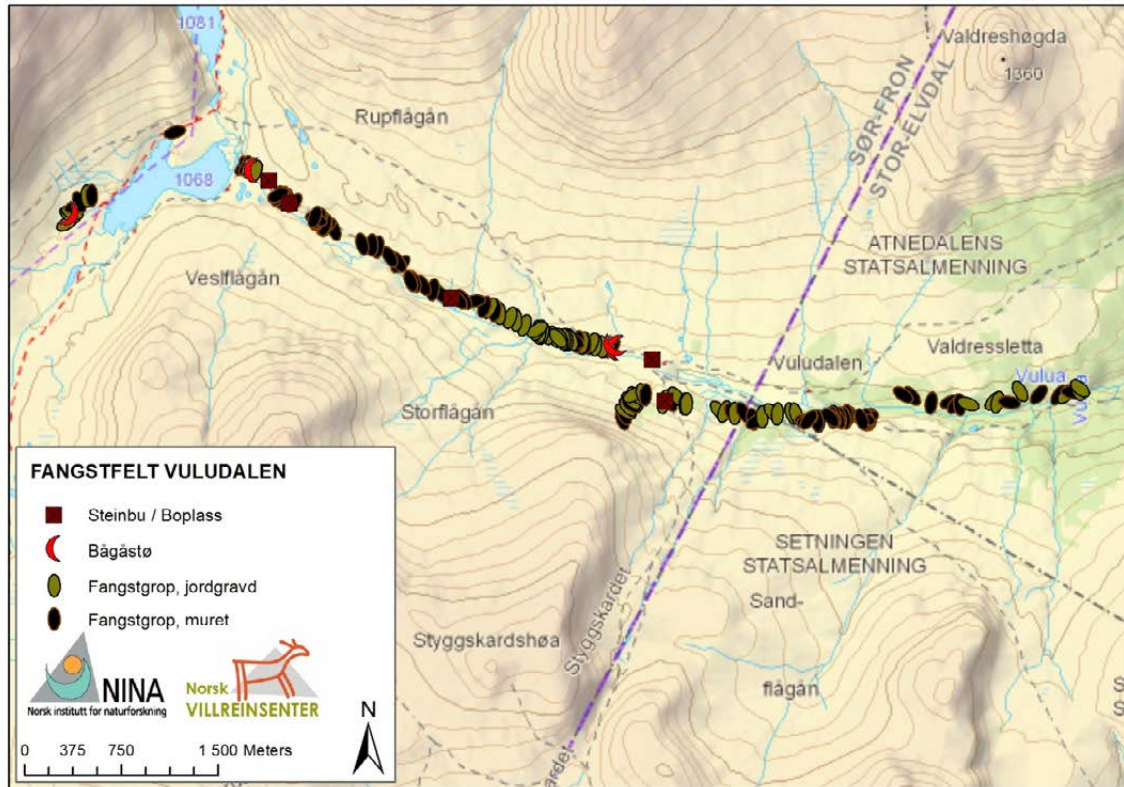 1081
Valdreshøgda
1360
Rupflågån
SØR-FRON
STOR-ELVDAL
1068
ATNEDALENS
STATSALMENNING
Veslflågån
Vuludalen
Valdressletta
Vulua
Storflågån
FANGSTFELT VULUDALEN
Steinbu / Boplass
Bågåstø
Fangstgrop, jordgravd
Fangstgrop, muret
SETNINGEN
STATSALMENNING
Sand-
flågån
Styggskardshøa
Styggskardet
NINA
Norsk institutt for naturforskning
Norsk
VILLREINSENTER
N
0 375 750 1 500 Meters